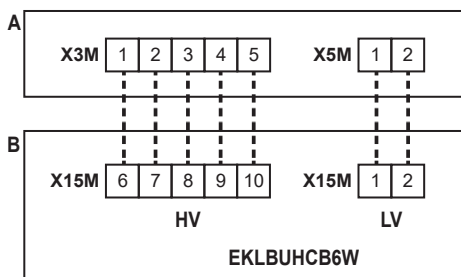 A
X3M 1 2 3 4 5 X5M 1 2
B
X15M 6 7 8 9 10 X15M 1 2
HV LV
EKLBUHCB6W